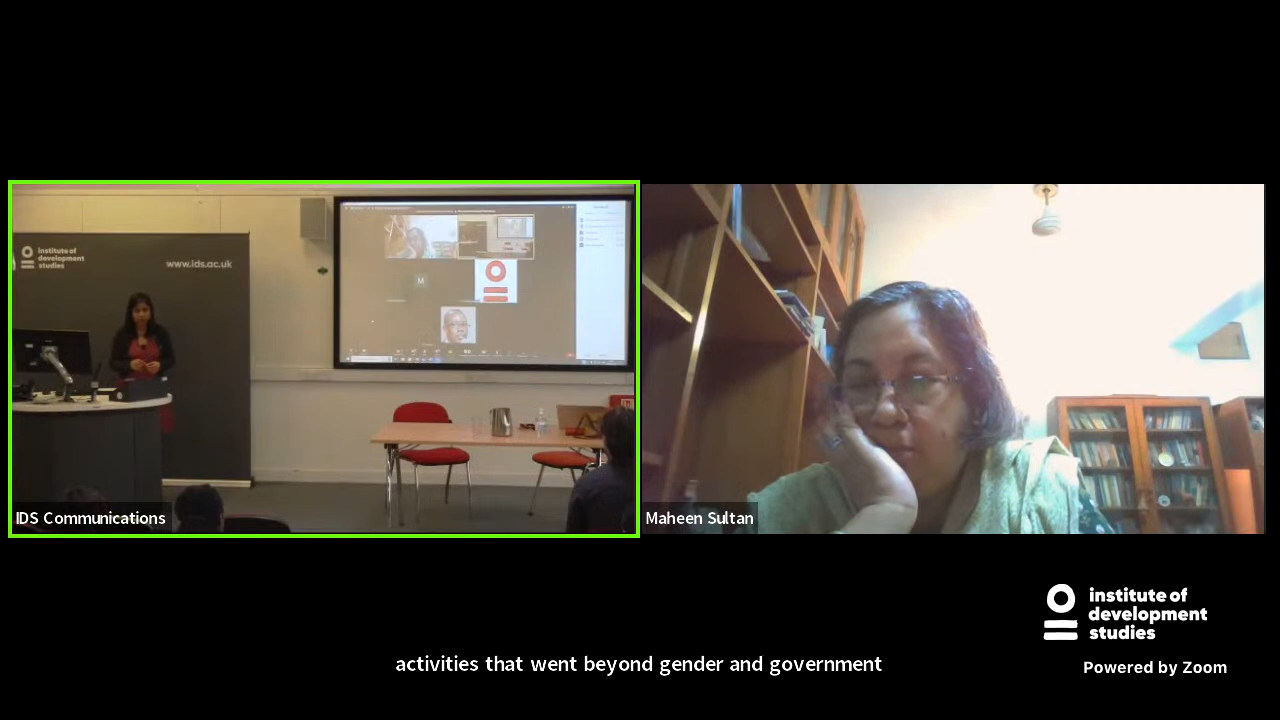 institute of
development
studies
www.ids.ac.uk
M
IDS Communications
Maheen Sultan
institute of
development
studies
Powered by Zoom
activities that went beyond gender and government